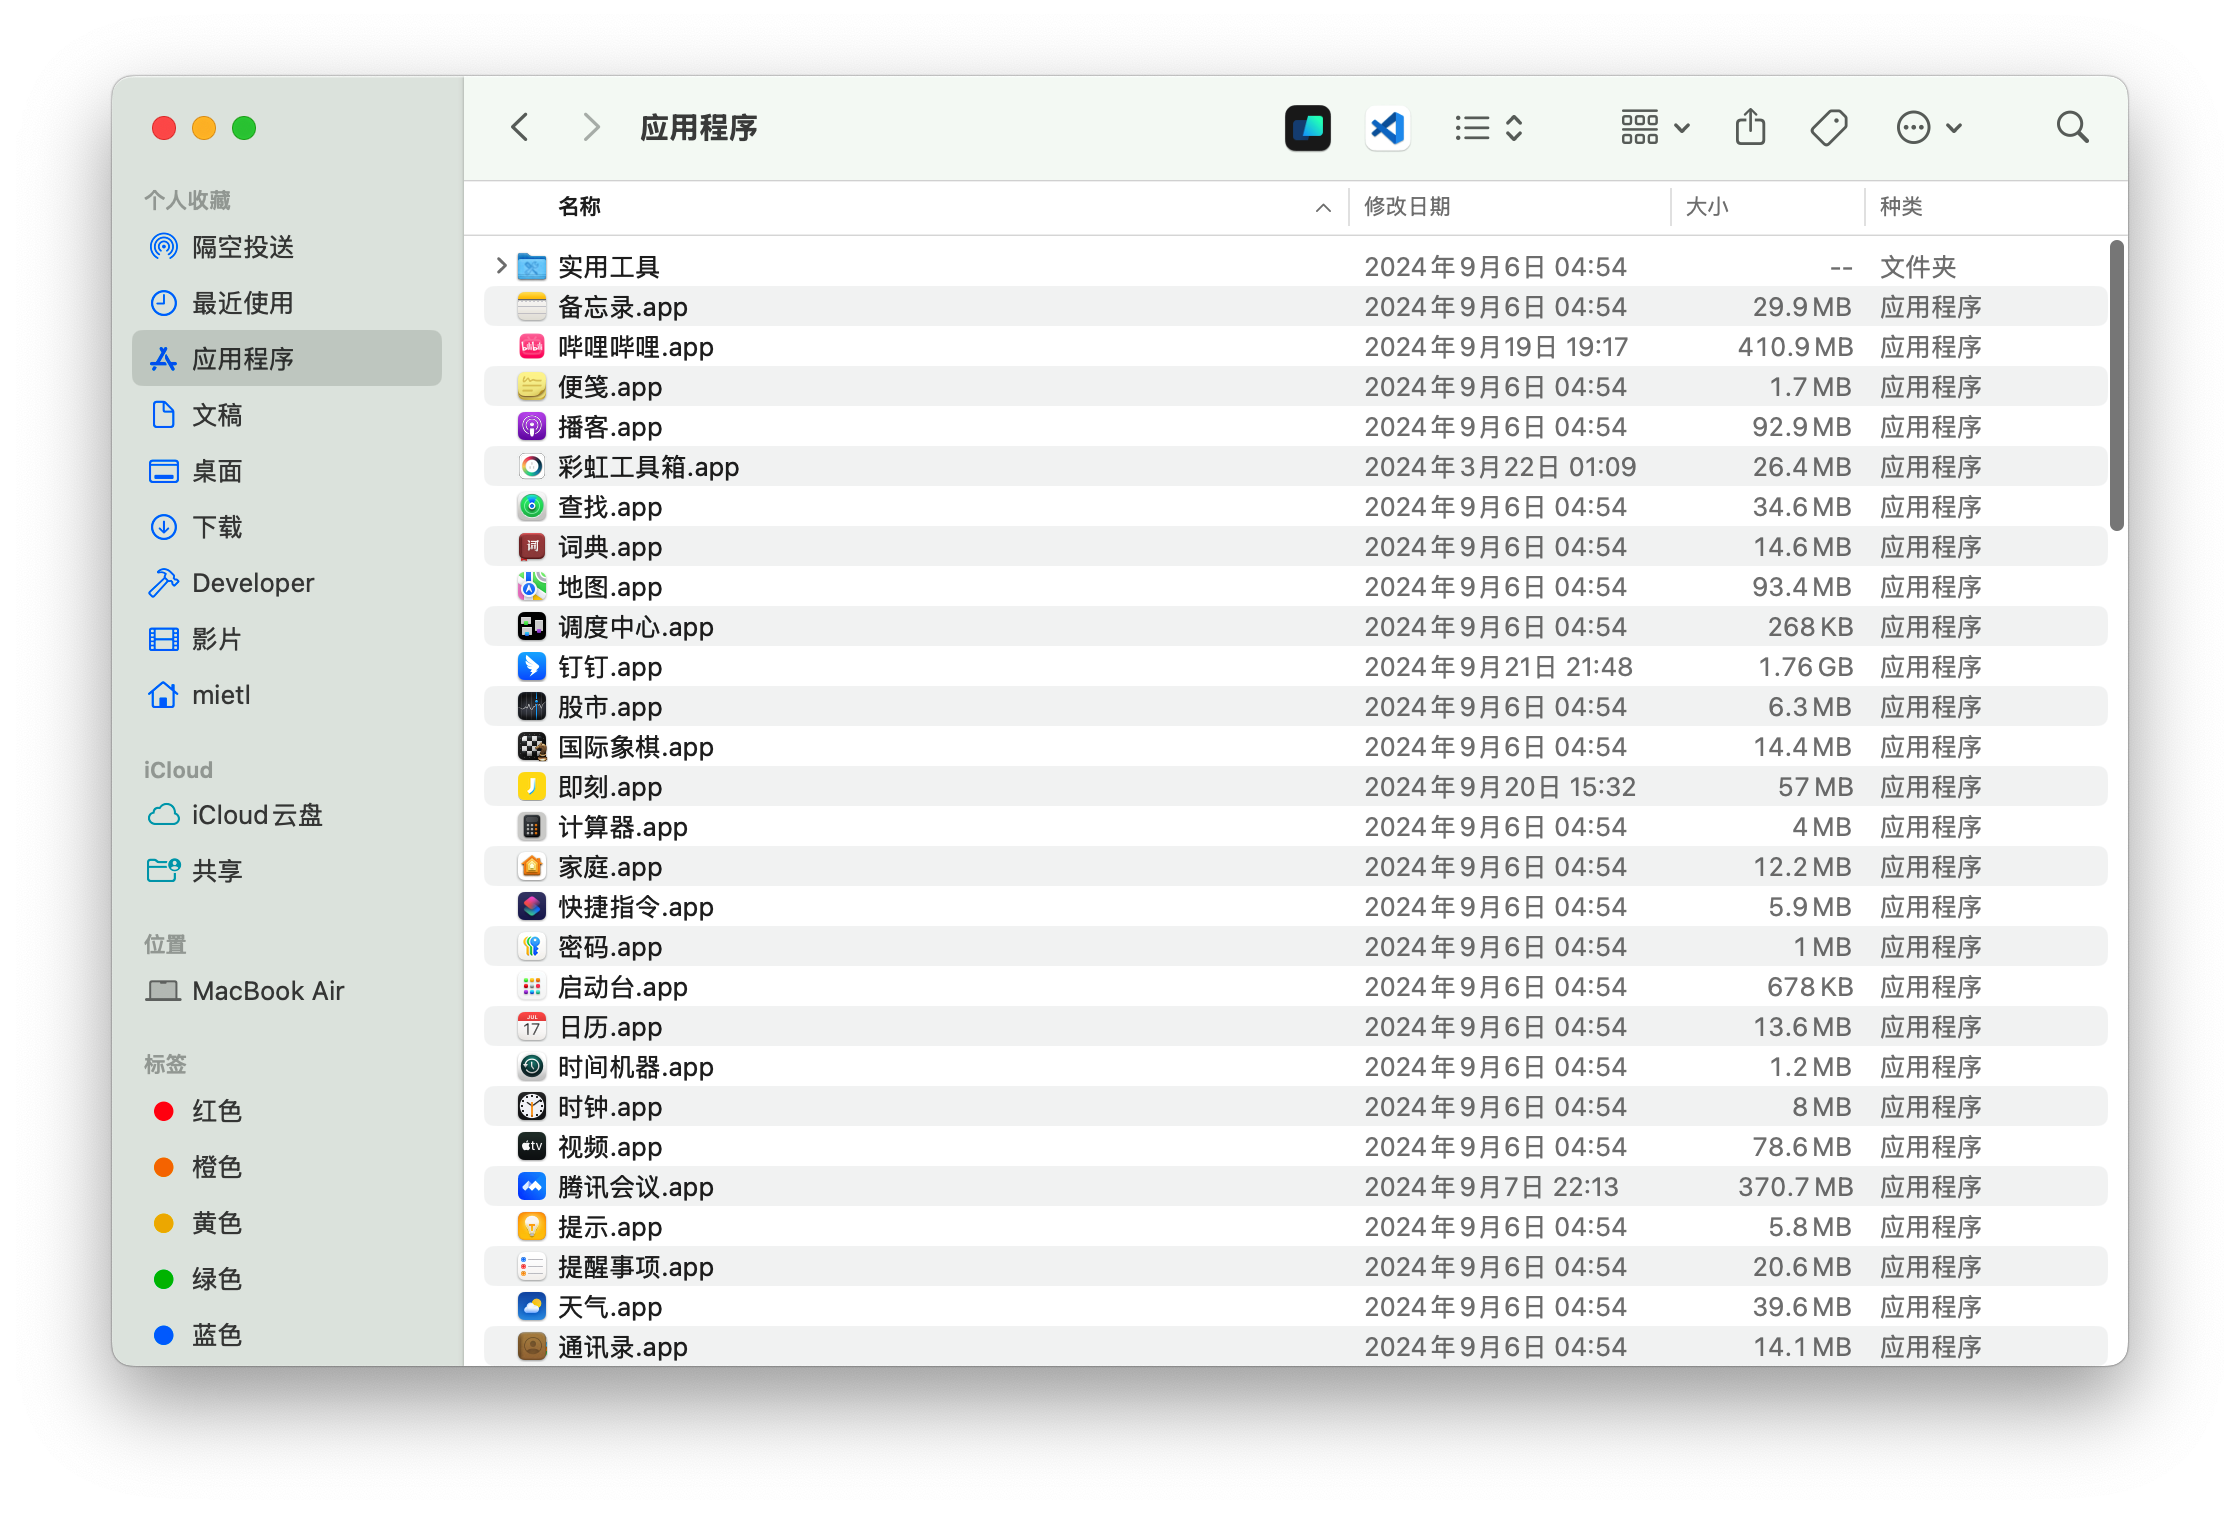 应用程序
个人收藏
隔空投送
最近使用
应用程序
文稿
桌面
下载
Developer
影片
mietl
iCloud
iCloud云盘
共享
位置
MacBook Air
标签
红色
橙色
黄色
绿色
蓝色
名称 修改日期 大小 种类
实用工具 2024年9月6日 04:54 -- 文件夹
备忘录.app 2024年9月6日 04:54 29.9 MB 应用程序
哔哩哔哩.app 2024年9月19日 19:17 410.9 MB 应用程序
便笺.app 2024年9月6日 04:54 1.7 MB 应用程序
播客.app 2024年9月6日 04:54 92.9 MB 应用程序
彩虹工具箱.app 2024年3月22日 01:09 26.4 MB 应用程序
查找.app 2024年9月6日 04:54 34.6 MB 应用程序
词典.app 2024年9月6日 04:54 14.6 MB 应用程序
地图.app 2024年9月6日 04:54 93.4 MB 应用程序
调度中心.app 2024年9月6日 04:54 268 KB 应用程序
钉钉.app 2024年9月21日 21:48 1.76 GB 应用程序
股市.app 2024年9月6日 04:54 6.3 MB 应用程序
国际象棋.app 2024年9月6日 04:54 14.4 MB 应用程序
即刻.app 2024年9月20日 15:32 57 MB 应用程序
计算器.app 2024年9月6日 04:54 4 MB 应用程序
家庭.app 2024年9月6日 04:54 12.2 MB 应用程序
快捷指令.app 2024年9月6日 04:54 5.9 MB 应用程序
密码.app 2024年9月6日 04:54 1 MB 应用程序
启动台.app 2024年9月6日 04:54 678 KB 应用程序
日历.app 2024年9月6日 04:54 13.6 MB 应用程序
时间机器.app 2024年9月6日 04:54 1.2 MB 应用程序
时钟.app 2024年9月6日 04:54 8 MB 应用程序
视频.app 2024年9月6日 04:54 78.6 MB 应用程序
腾讯会议.app 2024年9月7日 22:13 370.7 MB 应用程序
提示.app 2024年9月6日 04:54 5.8 MB 应用程序
提醒事项.app 2024年9月6日 04:54 20.6 MB 应用程序
天气.app 2024年9月6日 04:54 39.6 MB 应用程序
通讯录.app 2024年9月6日 04:54 14.1 MB 应用程序